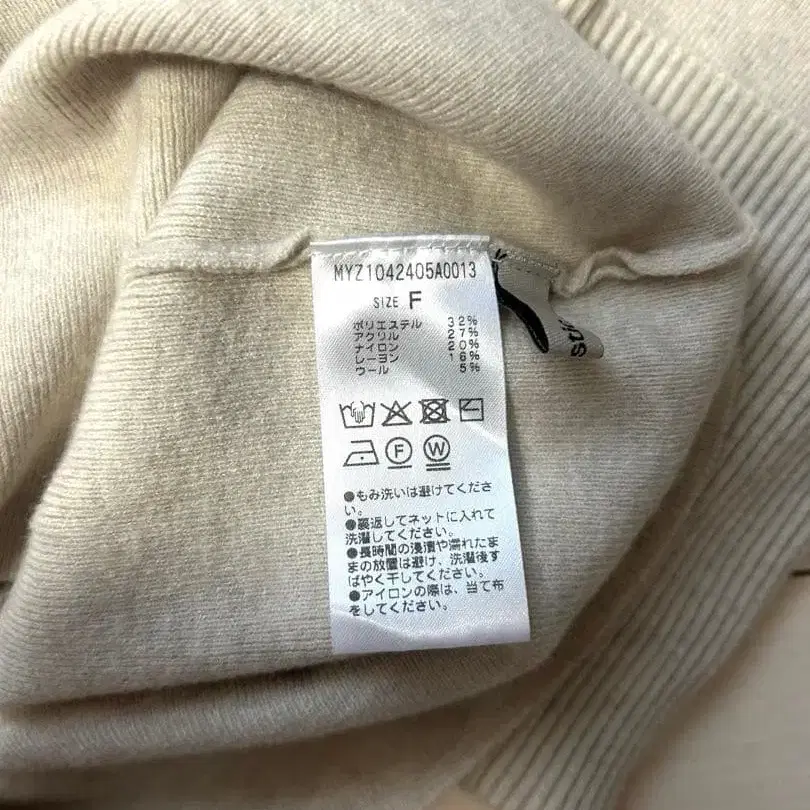 MYZ1042405A0013
SIZE F
ポリエステル 32%
アクリル 27%
ナイロン 20%
レーヨン 16%
ウール 5%
F W
●もみ洗いは避けてくださ
い。
●裏返してネットに入れて
洗濯してください。
●長時間の浸漬や濡れたま
まの放置は避け、洗濯後す
ばやく干してください。
●アイロンの際は、当て布
をしてください。